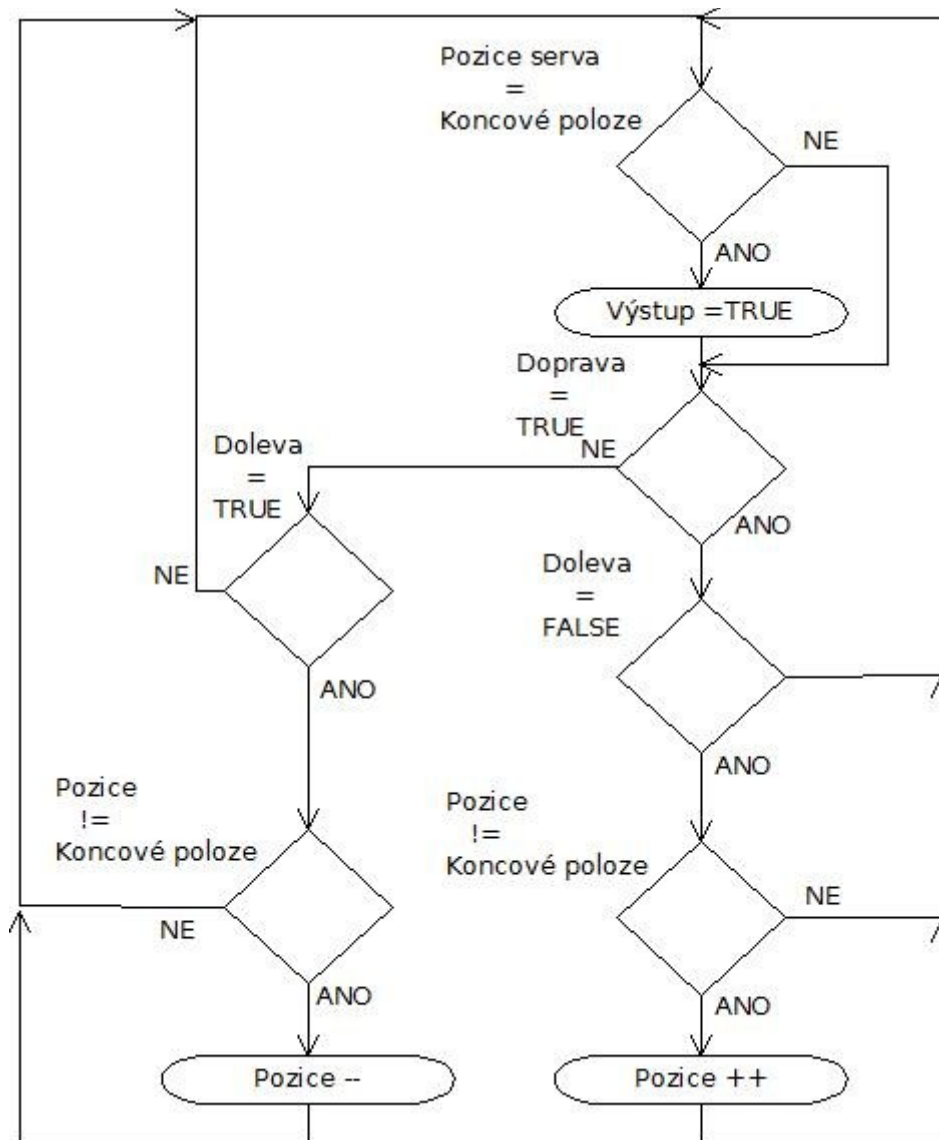 Pozice serva
=
Koncové poloze
NE
ANO
Výstup =TRUE
Doprava
=
TRUE
NE
ANO
Doleva
=
TRUE
NE
ANO
Doleva
=
FALSE
ANO
Pozice
!=
Koncové poloze
NE
ANO
Pozice
!=
Koncové poloze
NE
ANO
Pozice --
Pozice ++